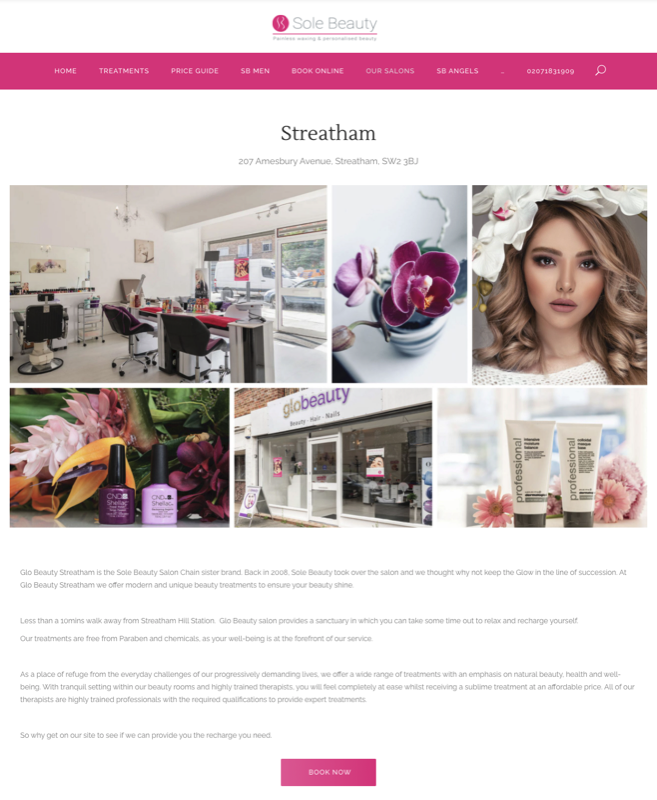 Sole Beauty
Painless waxing & personalised beauty
HOME TREATMENTS PRICE GUIDE SB MEN BOOK ONLINE OUR SALONS SB ANGELS .. 02071831909
Streatham
207 Amesbury Avenue, Streatham, SW2 3BJ
globeauty
Beauty - Hair - Nails
CND
Shellac
CND
Shellac
professional
professional
Glo Beauty Streatham is the Sole Beauty Salon Chain sister brand. Back in 2008, Sole Beauty took over the salon and we thought why not keep the Glow in the line of succession. At
Glo Beauty Streatham we offer modern and unique beauty treatments to ensure your beauty shine.
Less than a 10mins walk away from Streatham Hill Station. Glo Beauty salon provides a sanctuary in which you can take some time out to relax and recharge yourself.
Our treatments are free from Paraben and chemicals, as your well-being is at the forefront of our service.
As a place of refuge from the everyday challenges of our progressively demanding lives, we offer a wide range of treatments with an emphasis on natural beauty, health and well-
being. With tranquil setting within our beauty rooms and highly trained therapists, you will feel completely at ease whilst receiving a sublime treatment at an affordable price. All of our
therapists are highly trained professionals with the required qualifications to provide expert treatments.
So why get on our site to see if we can provide you the recharge you need.
BOOK NOW